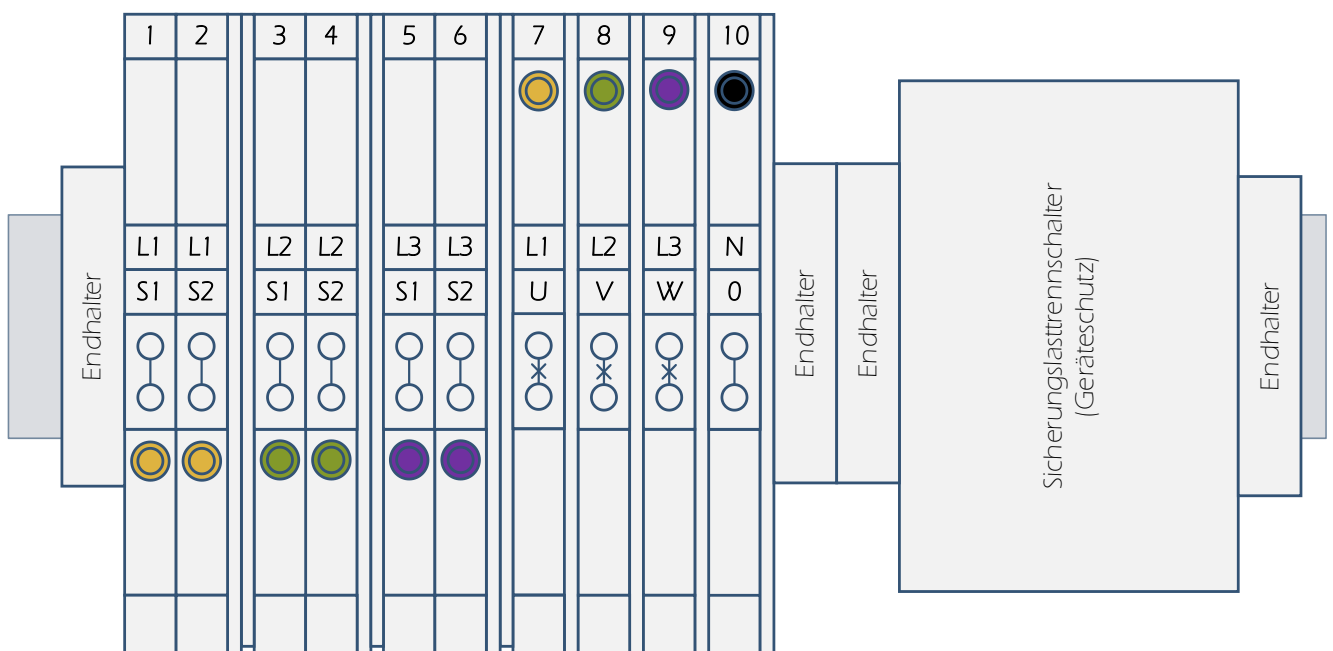 1 2 3 4 5 6 7 8 9 10
L1 L1 L2 L2 L3 L3 L1 L2 L3 N
S1 S2 S1 S2 S1 S2 U V W 0
Endhalter
Endhalter
Endhalter
Sicherungslasttrennschalter
(Geräteschutz)
Endhalter